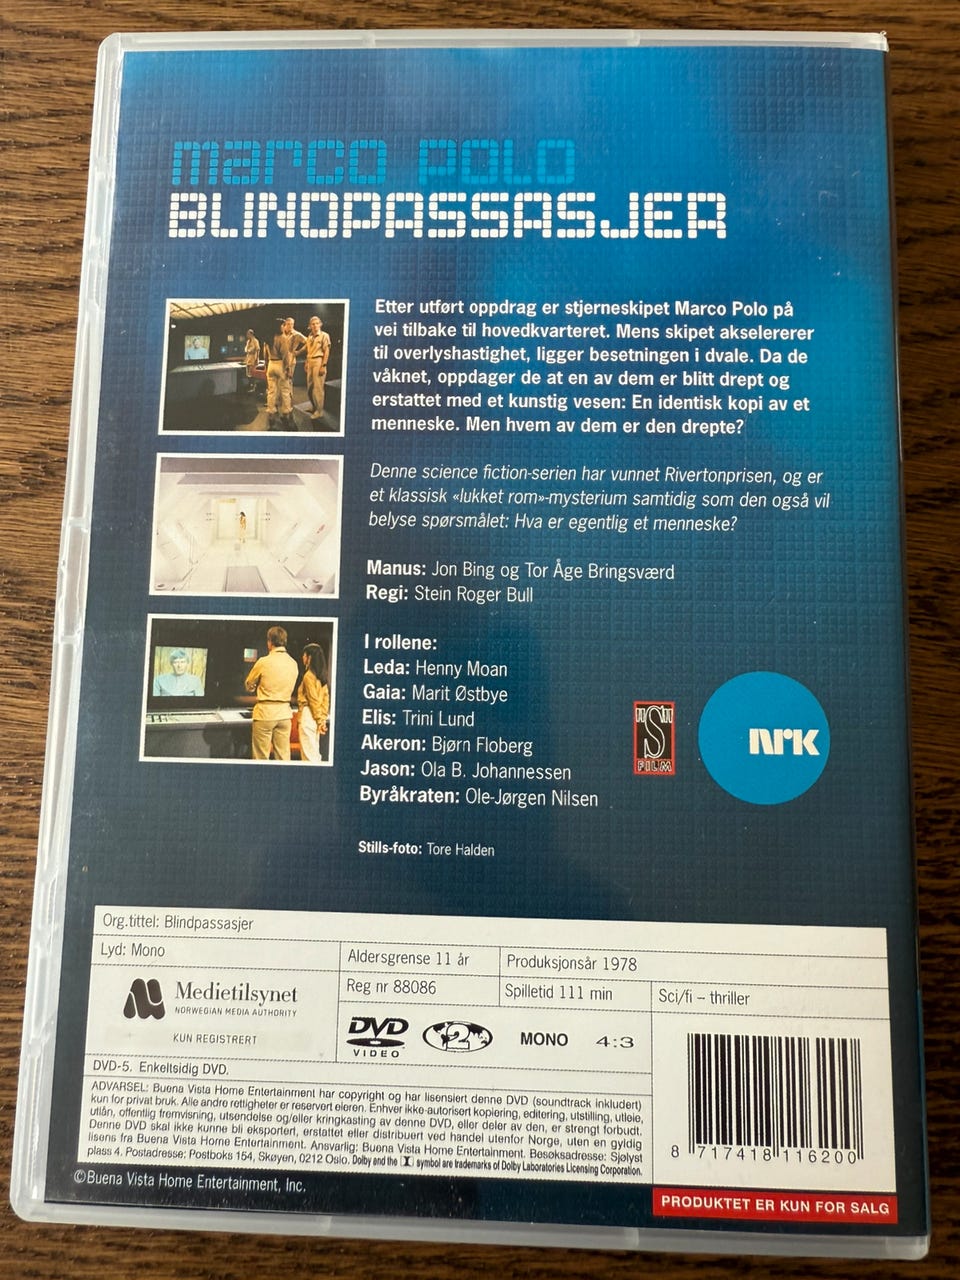 marco polo
BLINDPASSASJER
Etter utført oppdrag er stjerneskipet Marco Polo på
vei tilbake til hovedkvarteret. Mens skipet akselererer
til overlyshastighet, ligger besetningen i dvale. Da de
våknet, oppdager de at en av dem er blitt drept og
erstattet med et kunstig vesen: En identisk kopi av et
menneske. Men hvem av dem er den drepte?
Denne science fiction-serien har vunnet Rivertonprisen, og er
et klassisk «lukket rom»-mysterium samtidig som den også vil
belyse spørsmålet: Hva er egentlig et menneske?
Manus: Jon Bing og Tor Åge Bringsværd
Regi: Stein Roger Bull
I rollene:
Leda: Henny Moan
Gaia: Marit Østbye
Elis: Trini Lund
Akeron: Bjørn Floberg
Jason: Ola B. Johannessen
Byråkraten: Ole-Jørgen Nilsen
"S"
FILM
nrk
Stills-foto: Tore Halden
Org.tittel: Blindpassasjer
Lyd: Mono
Aldersgrense 11 år
Produksjonsår 1978
Medietilsynet
NORWEGIAN MEDIA AUTHORITY
KUN REGISTRERT
Reg nr 88086
Spilletid 111 min
Sci/fi – thriller
DVD
VIDEO
2
MONO
4:3
DVD-5. Enkeltsidig DVD.
ADVARSEL: Buena Vista Home Entertainment har copyright og har lisensiert denne DVD (soundtrack inkludert)
kun for privat bruk. Alle andre rettigheter er reservert eieren. Enhver ikke-autorisert kopiering, editering, utstilling, utleie,
utlån, offentlig fremvisning, utsendelse og/eller kringkasting av denne DVD, eller deler av den, er strengt forbudt.
Denne DVD skal ikke kunne bli eksportert, erstattet eller distribuert ved handel utenfor Norge, uten en gyldig
lisens fra Buena Vista Home Entertainment. Ansvarlig: Buena Vista Home Entertainment. Besøksadresse: Sjølyst
plass 4. Postadresse: Postboks 154, Skøyen, 0212 Oslo. Dolby and the symbol are trademarks of Dolby Laboratories Licensing Corporation.
8 717418 116200
©Buena Vista Home Entertainment, Inc.
PRODUKTET ER KUN FOR SALG